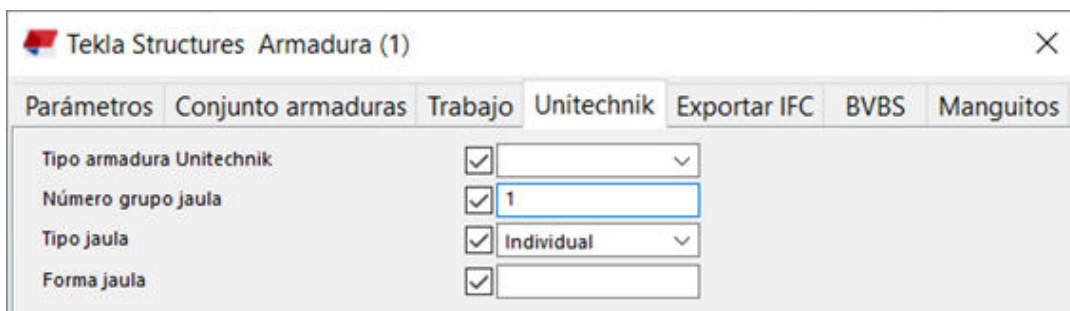 Tekla Structures Armadura (1)
Parámetros Conjunto armaduras Trabajo Unitechnik Exportar IFC BVBS Manguitos
Tipo armadura Unitechnik
Número grupo jaula 1
Tipo jaula Individual
Forma jaula